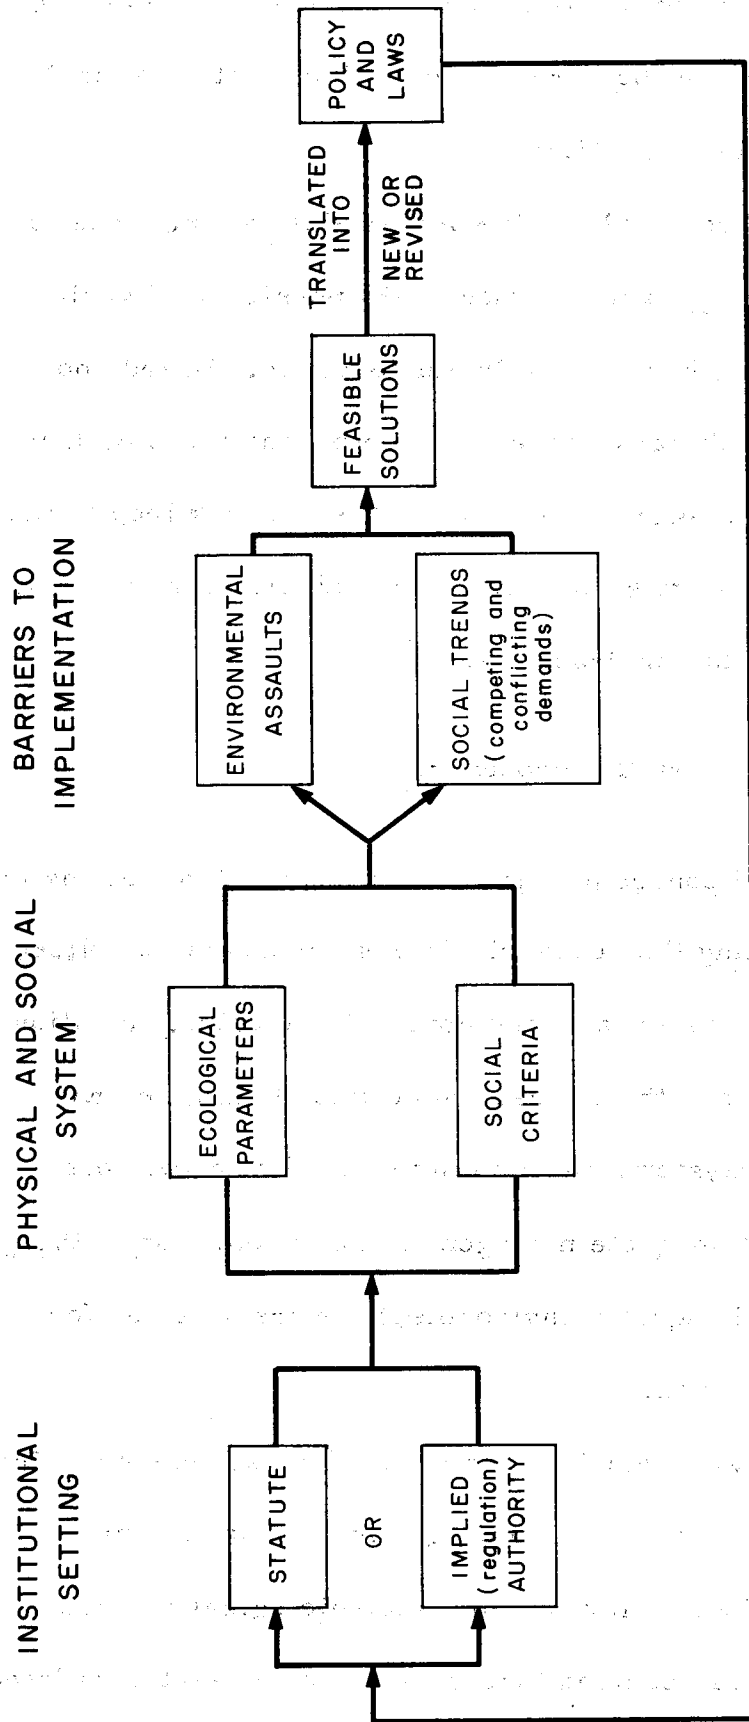 INSTITUTIONAL
SETTING
PHYSICAL AND SOCIAL
SYSTEM
BARRIERS TO
IMPLEMENTATION
STATUTE
OR
IMPLIED
(regulation)
AUTHORITY
ECOLOGICAL
PARAMETERS
SOCIAL
CRITERIA
ENVIRONMENTAL
ASSAULTS
SOCIAL TRENDS
(competing and
conflicting
demands)
FEASIBLE
SOLUTIONS
TRANSLATED
INTO
NEW OR
REVISED
POLICY
AND
LAWS